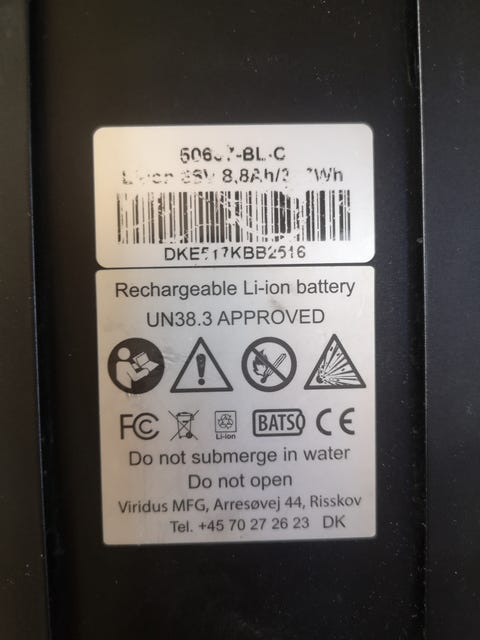 8,8Ah
Rechargeable Li-ion battery
UN38.3 APPROVED
FC
Li-ion
BATSO
CE
Do not submerge in water
Do not open
Viridus MFG, Arresøvej 44, Risskov
Tel. +45 70 27 26 23 DK